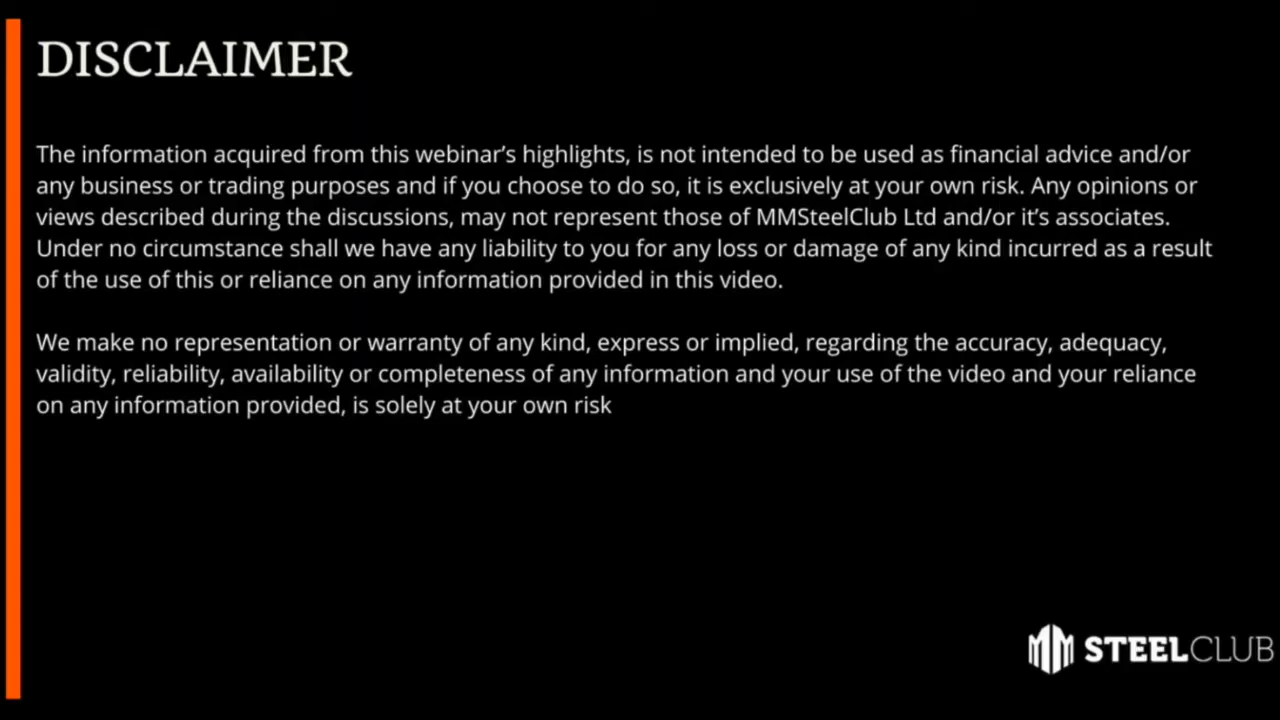 DISCLAIMER
The information acquired from this webinar’s highlights, is not intended to be used as financial advice and/or
any business or trading purposes and if you choose to do so, it is exclusively at your own risk. Any opinions or
views described during the discussions, may not represent those of MMSteelClub Ltd and/or it’s associates.
Under no circumstance shall we have any liability to you for any loss or damage of any kind incurred as a result
of the use of this or reliance on any information provided in this video.
We make no representation or warranty of any kind, express or implied, regarding the accuracy, adequacy,
validity, reliability, availability or completeness of any information and your use of the video and your reliance
on any information provided, is solely at your own risk
MM STEELCLUB